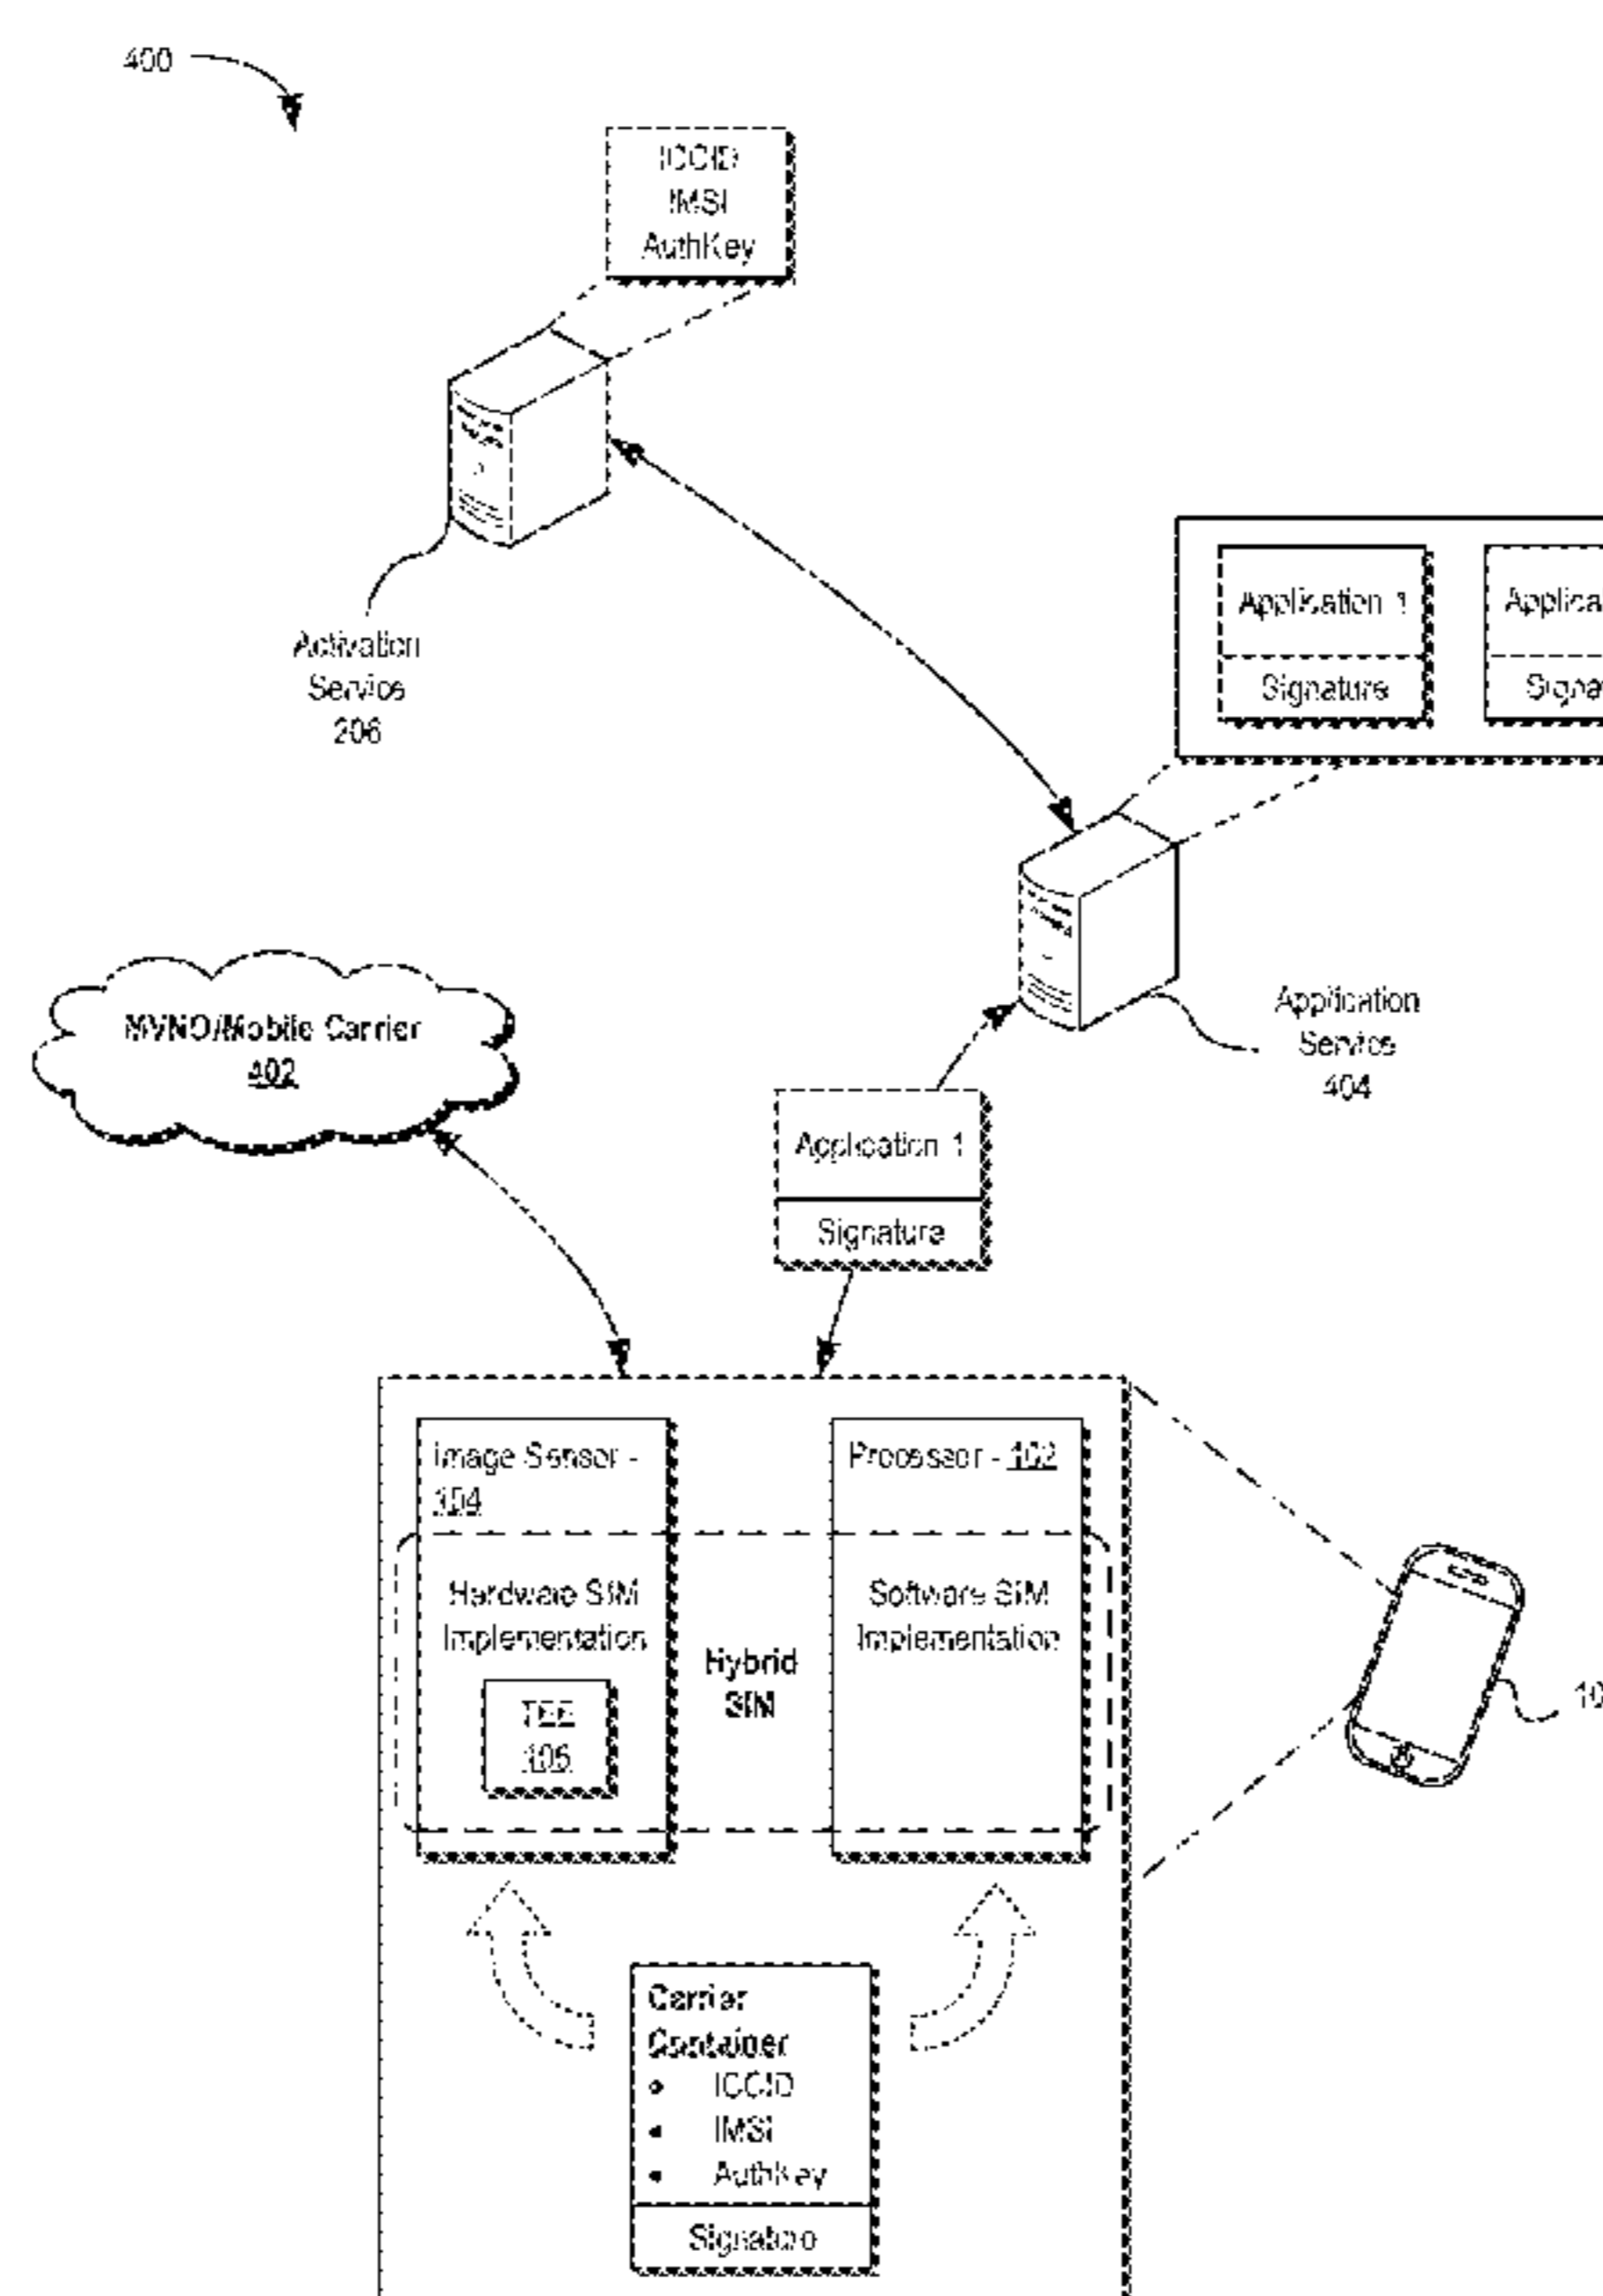 400
ICCID
IMSI
AuthKey
Activation
Service
206
Application 1
Signature
Application
Service
404
MVNO/Mobile Carrier
402
Application 1
Signature
Image Sensor -
104
Processor - 102
Hardware SIM
Implementation
Software SIM
Implementation
Hybrid
SIM
TEE
106
Carrier
Container
• ICCID
• IMSI
• AuthKey
Signature